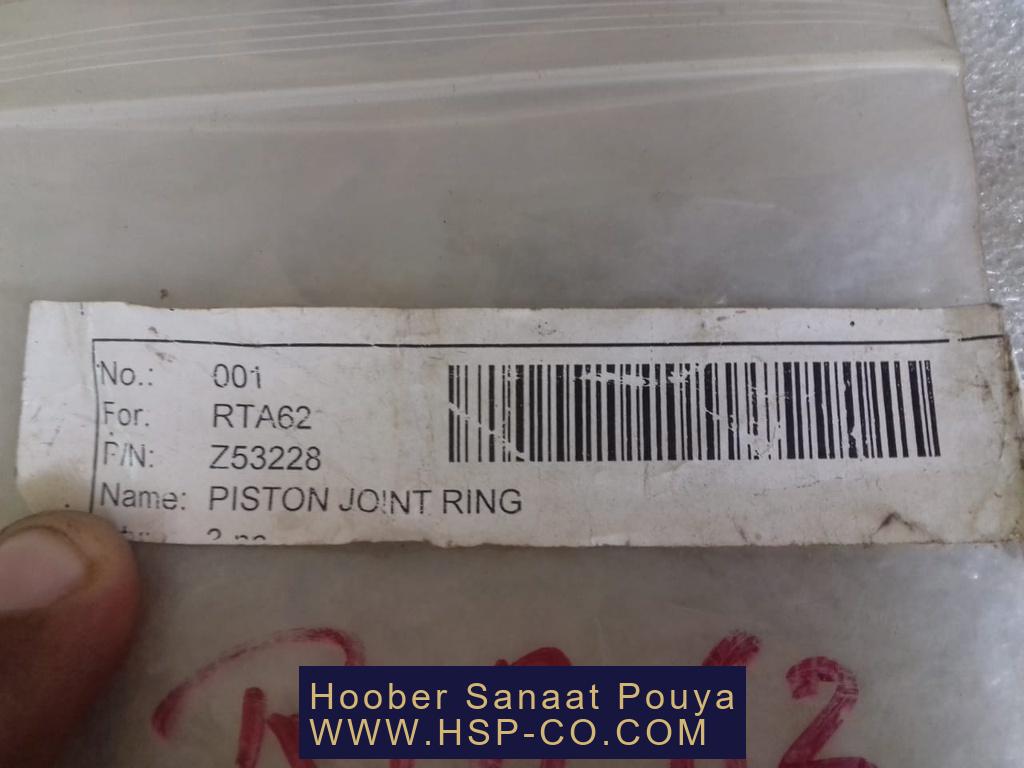 No.: 001
For. RTA62
P/N: Z53228
Name: PISTON JOINT RING
Hoober Sanaat Pouya
WWW.HSP-CO.COM